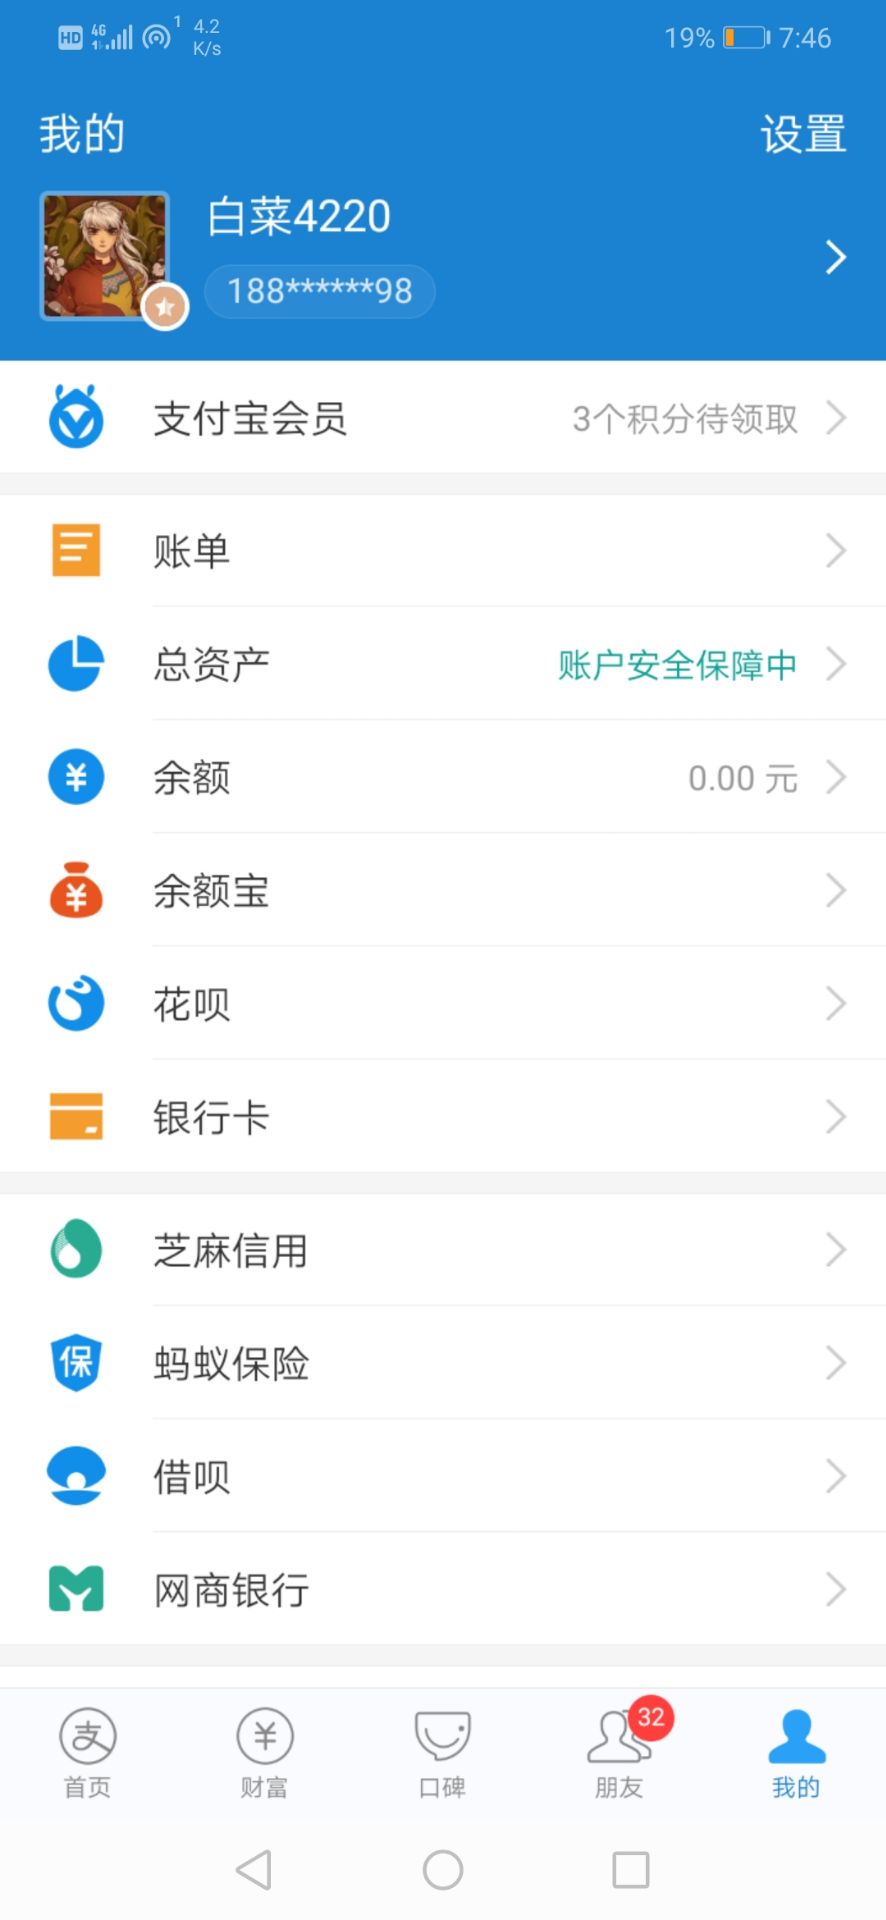 HD 4G 1 4.2 K/s 19% 7:46
我的 设置
白菜4220
188******98
支付宝会员 3个积分待领取
账单
总资产 账户安全保障中
¥ 余额 0.00 元
¥ 余额宝
花呗
银行卡
芝麻信用
保 蚂蚁保险
借呗
网商银行
支 ¥ 32
首页 财富 口碑 朋友 我的